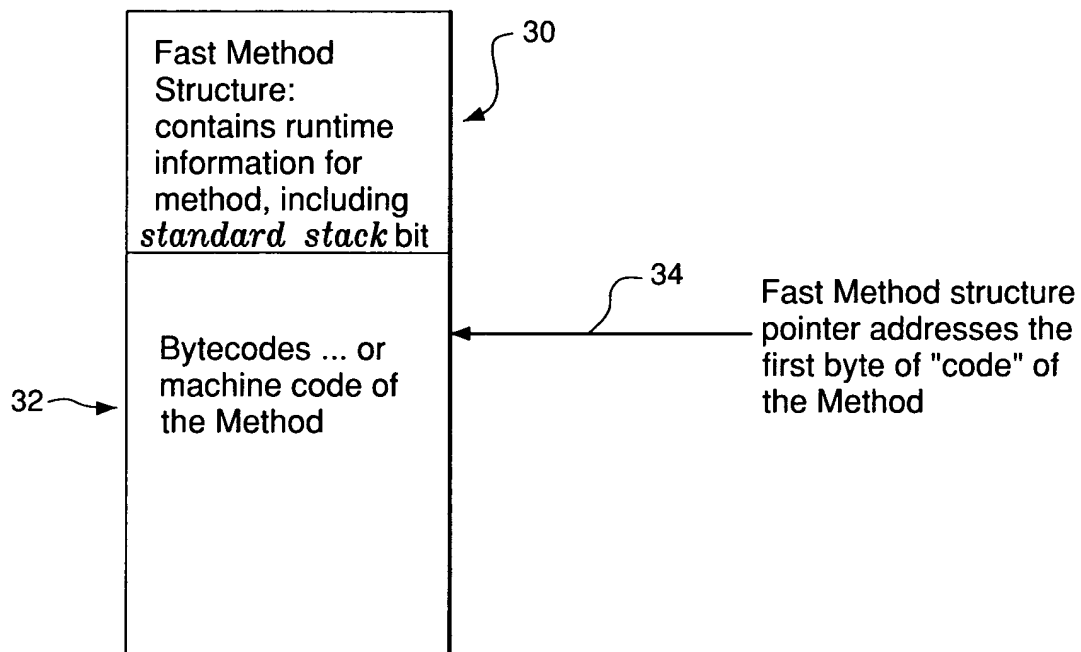 Fast Method
Structure:
contains runtime
information for
method, including
standard stack bit
30
34
Fast Method structure
pointer addresses the
first byte of "code" of
the Method
Bytecodes ... or
machine code of
the Method
32